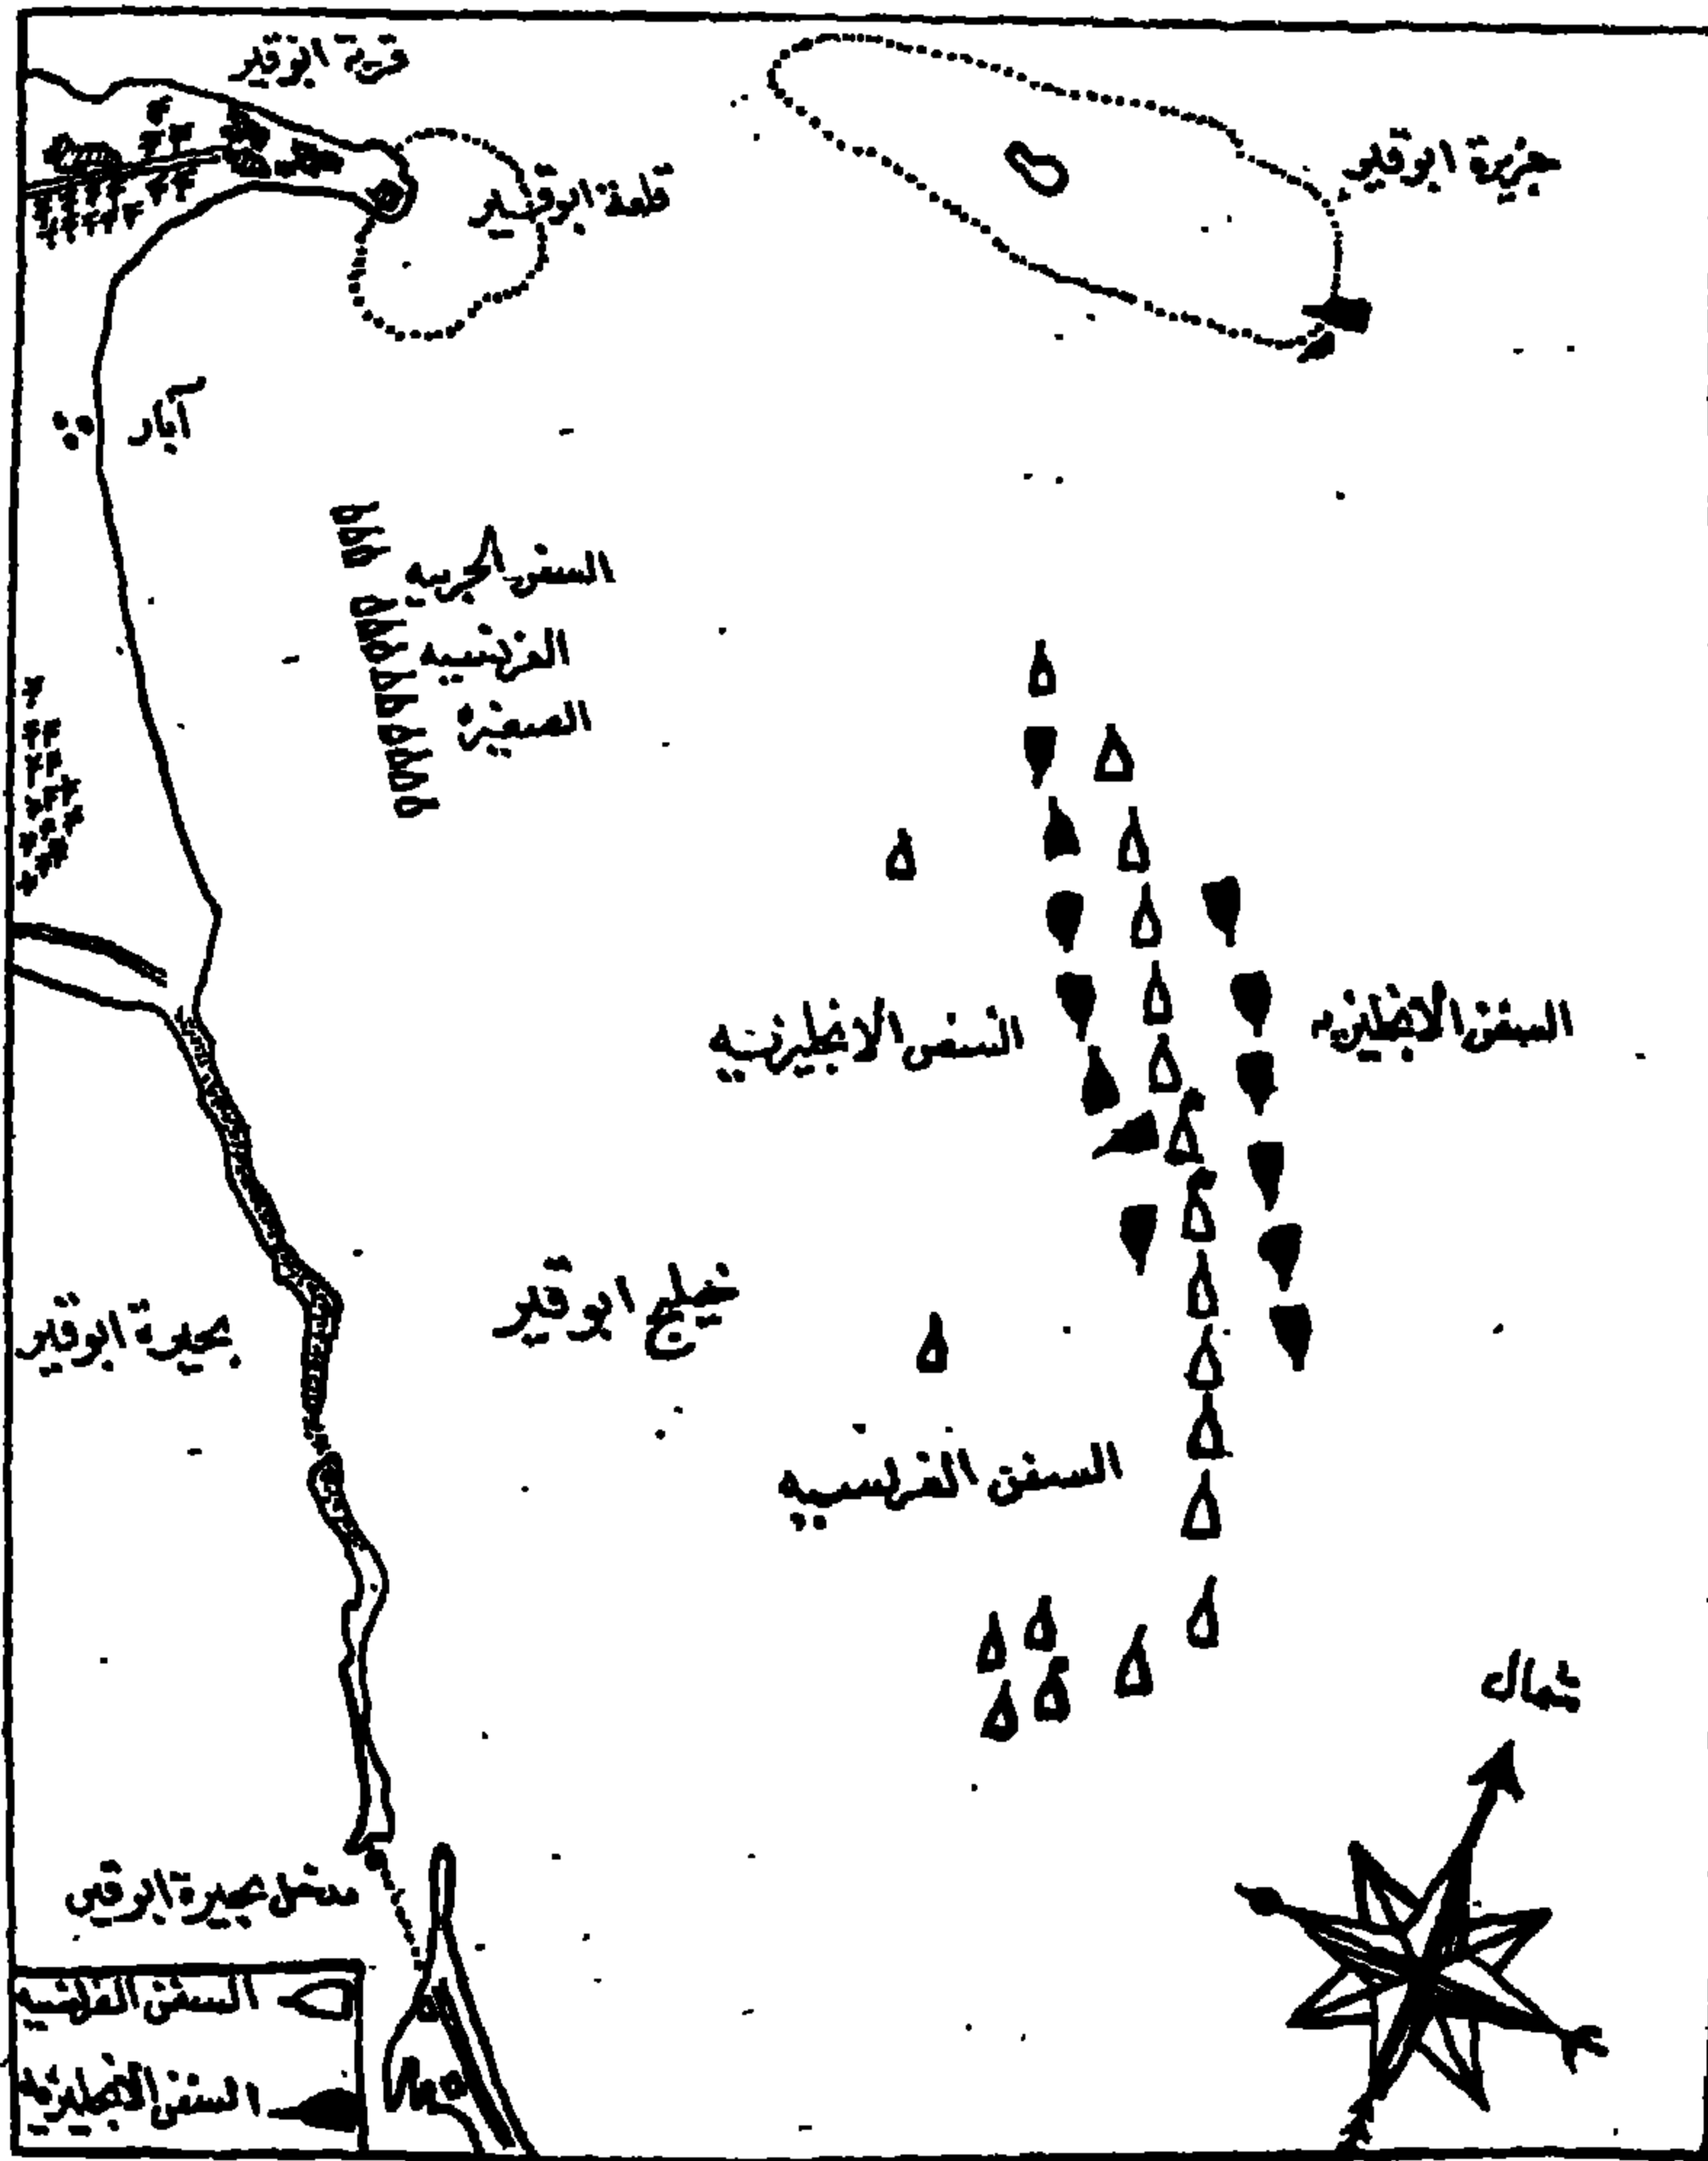 قرية ابوقير
جزيرة ابوقير
قلعة ابوقير
آبار
السفن الحربيه
الفرنسيه
الصغيرة
السفن الانجليزيه
السفن الانجليزيه
خليج ابوقير
بحيرة ابوقير
السفن الفرنسيه
شمال
مدخل بحيرة ابوقير
السفن الفرنسيه
السفن الانجليزيه